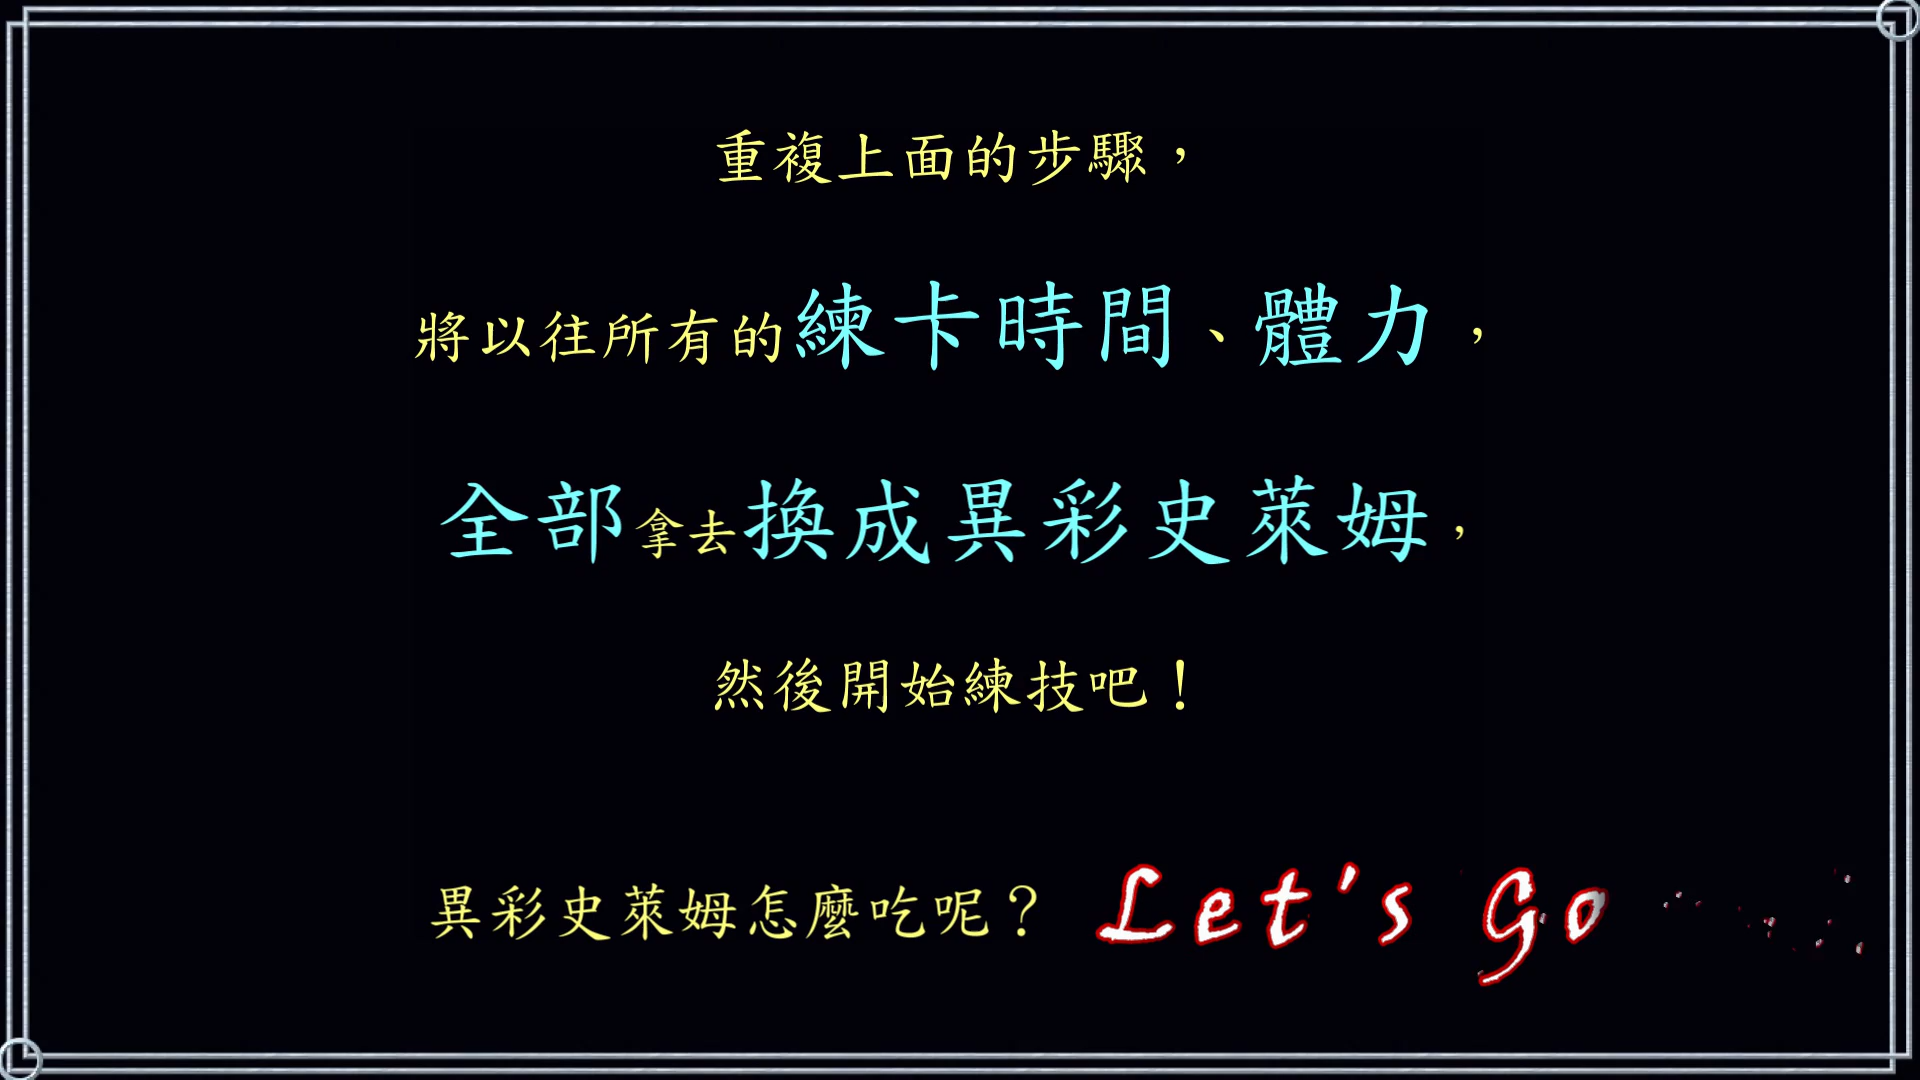 重複上面的步驟，
將以往所有的練卡時間、體力，
全部拿去換成異彩史萊姆，
然後開始練技吧！
異彩史萊姆怎麼吃呢？ Let's Go